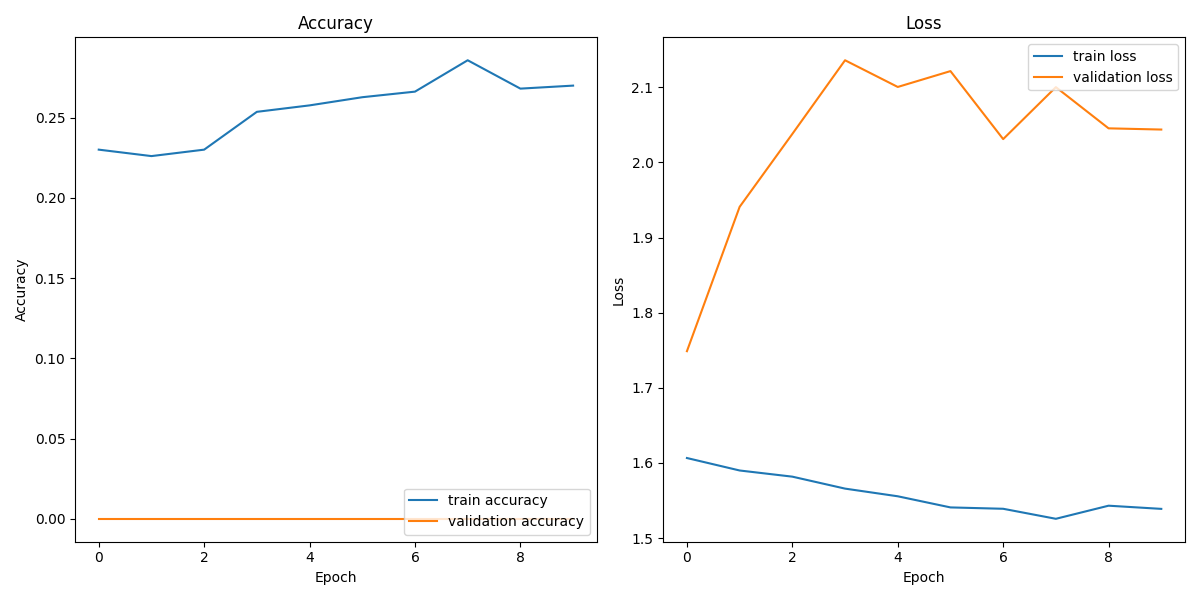 Accuracy
Accuracy
0.25
0.20
0.15
0.10
0.05
0.00
train accuracy
validation accuracy
0 2 4 6 8
Epoch
Loss
Loss
2.1
2.0
1.9
1.8
1.7
1.6
1.5
train loss
validation loss
0 2 4 6 8
Epoch